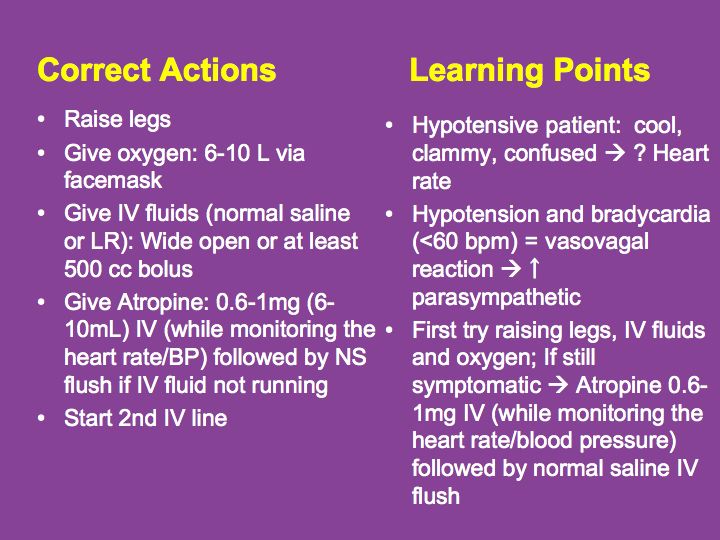 Correct Actions
• Raise legs
• Give oxygen: 6-10 L via
facemask
• Give IV fluids (normal saline
or LR): Wide open or at least
500 cc bolus
• Give Atropine: 0.6-1mg (6-
10mL) IV (while monitoring the
heart rate/BP) followed by NS
flush if IV fluid not running
• Start 2nd IV line
Learning Points
• Hypotensive patient:  cool,
clammy, confused → ? Heart
rate
• Hypotension and bradycardia
(<60 bpm) = vasovagal
reaction → ↑
parasympathetic
• First try raising legs, IV fluids
and oxygen; If still
symptomatic → Atropine 0.6-
1mg IV (while monitoring the
heart rate/blood pressure)
followed by normal saline IV
flush